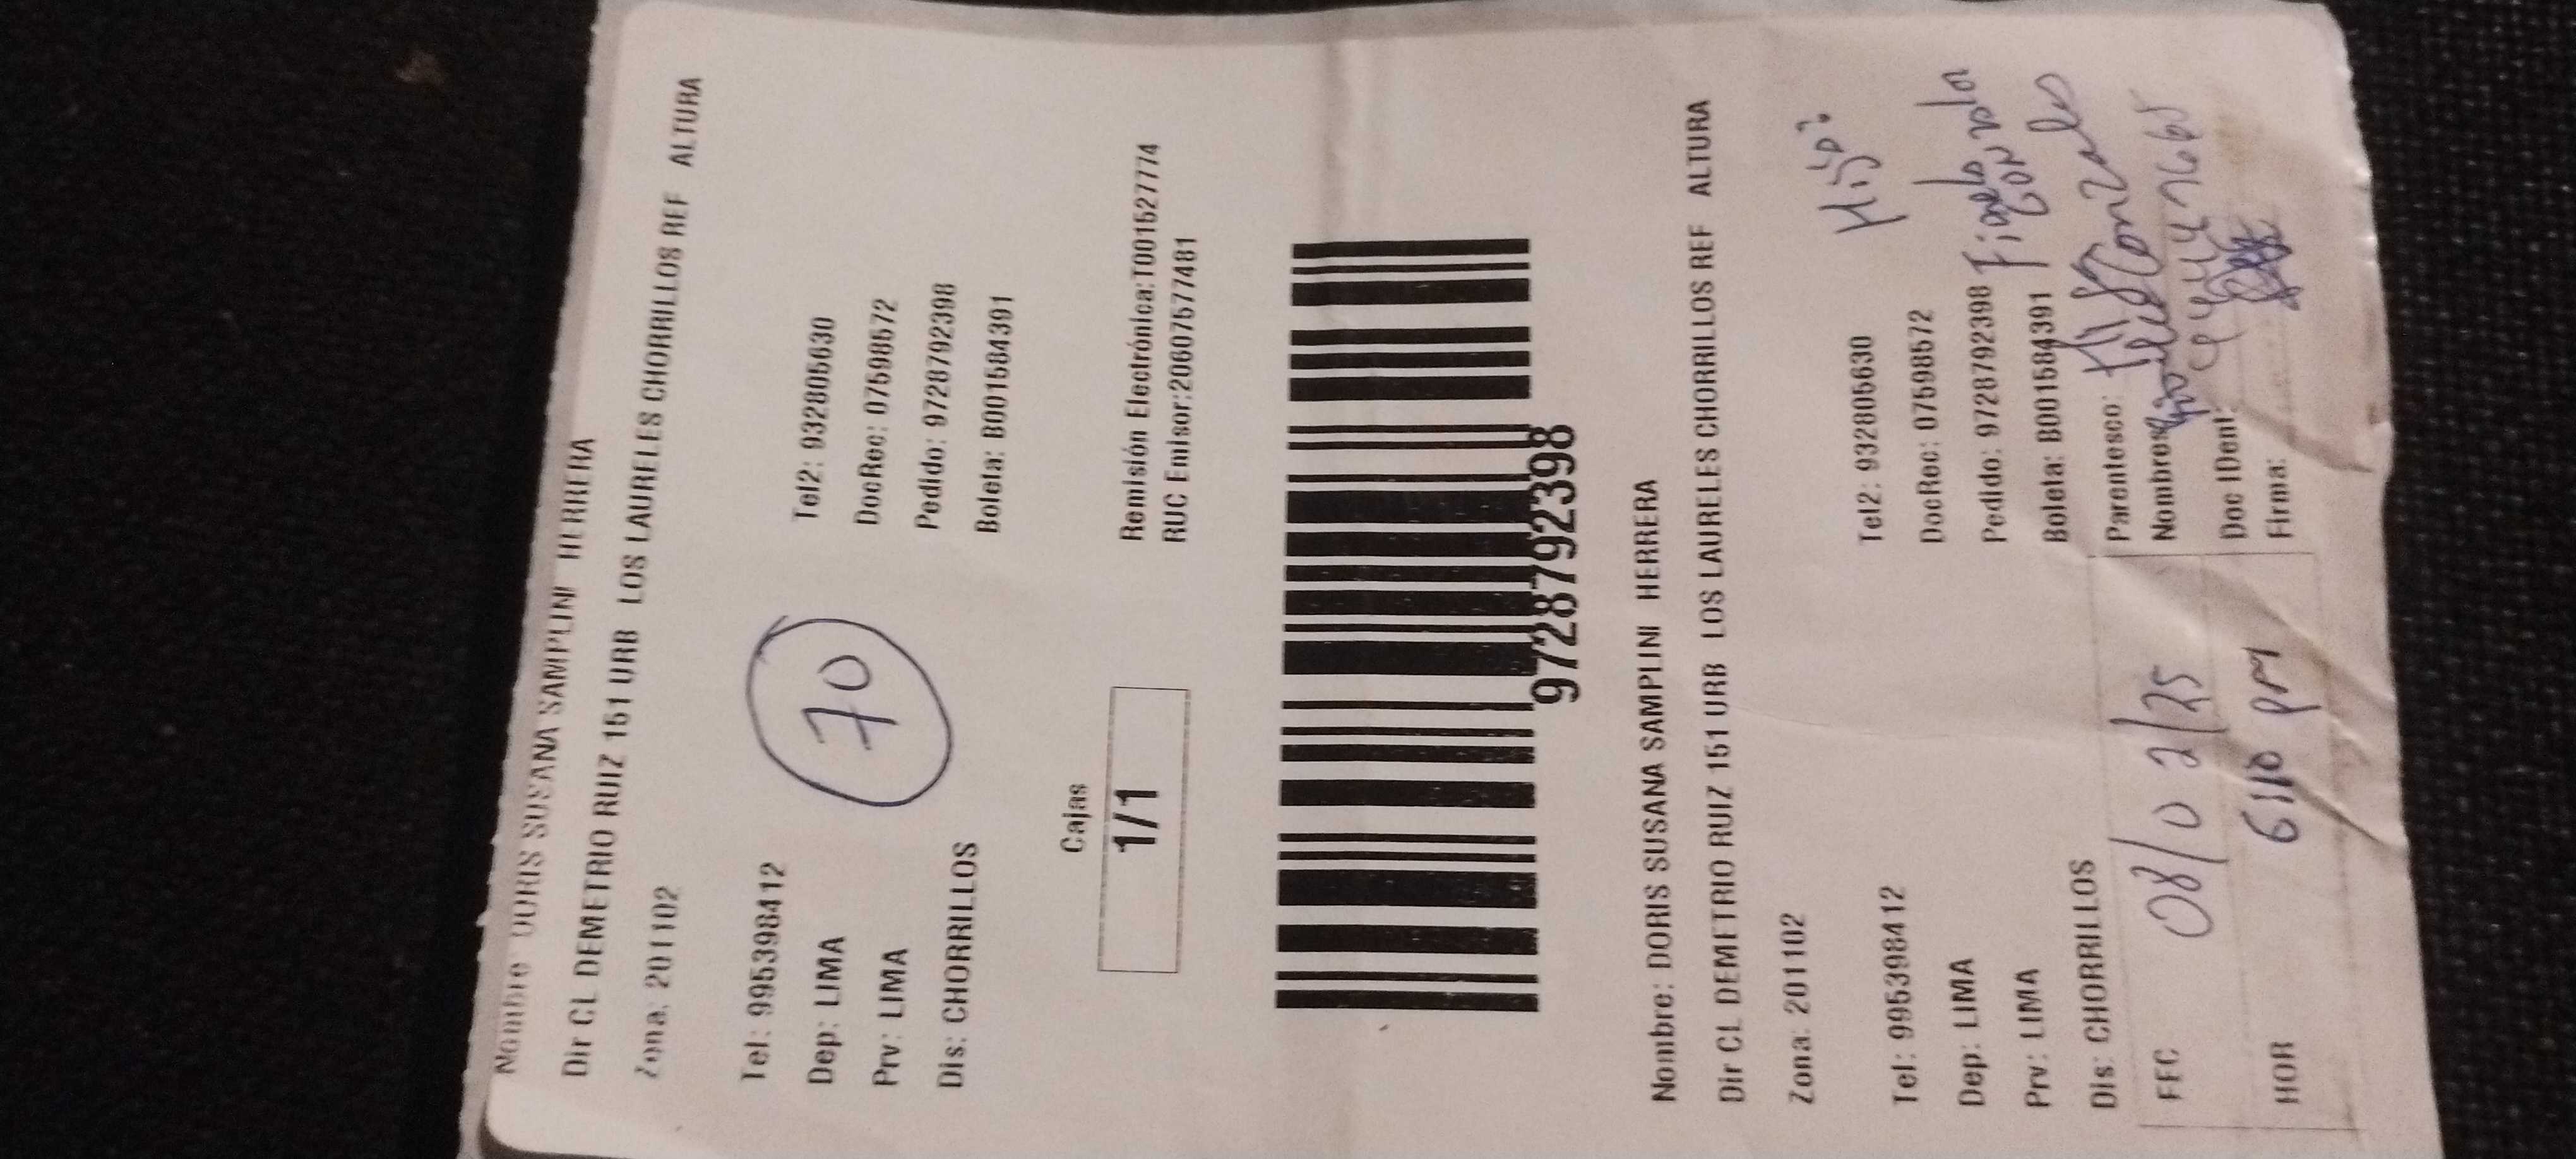 Nombre DORIS SUSANA SAMPLINI HERRERA
Dir CL DEMETRIO RUIZ 151 URB LOS LAURELES CHORRILLOS REF ALTURA
Zona: 201102
Tel: 995398412 Tel2: 932805630
Dep: LIMA 70 DocRec: 07598572
Prv: LIMA Pedido: 9728792398
Dis: CHORRILLOS Boleta: B001584391
Cajas
1/1
Remisión Electrónica:T001527774
RUC Emisor:20607577481
9728792398
Nombre: DORIS SUSANA SAMPLINI HERRERA
Dir CL DEMETRIO RUIZ 151 URB LOS LAURELES CHORRILLOS REF ALTURA
Zona: 201102
Tel: 995398412 Tel2: 932805630
Dep: LIMA DocRec: 07598572
Prv: LIMA Pedido: 9728792398
Dis: CHORRILLOS Boleta: B001584391
FEC 08/02/25 Parentesco:
Nombres Gonzales
Doc IDent:
HOR 6:10 pm Firma: